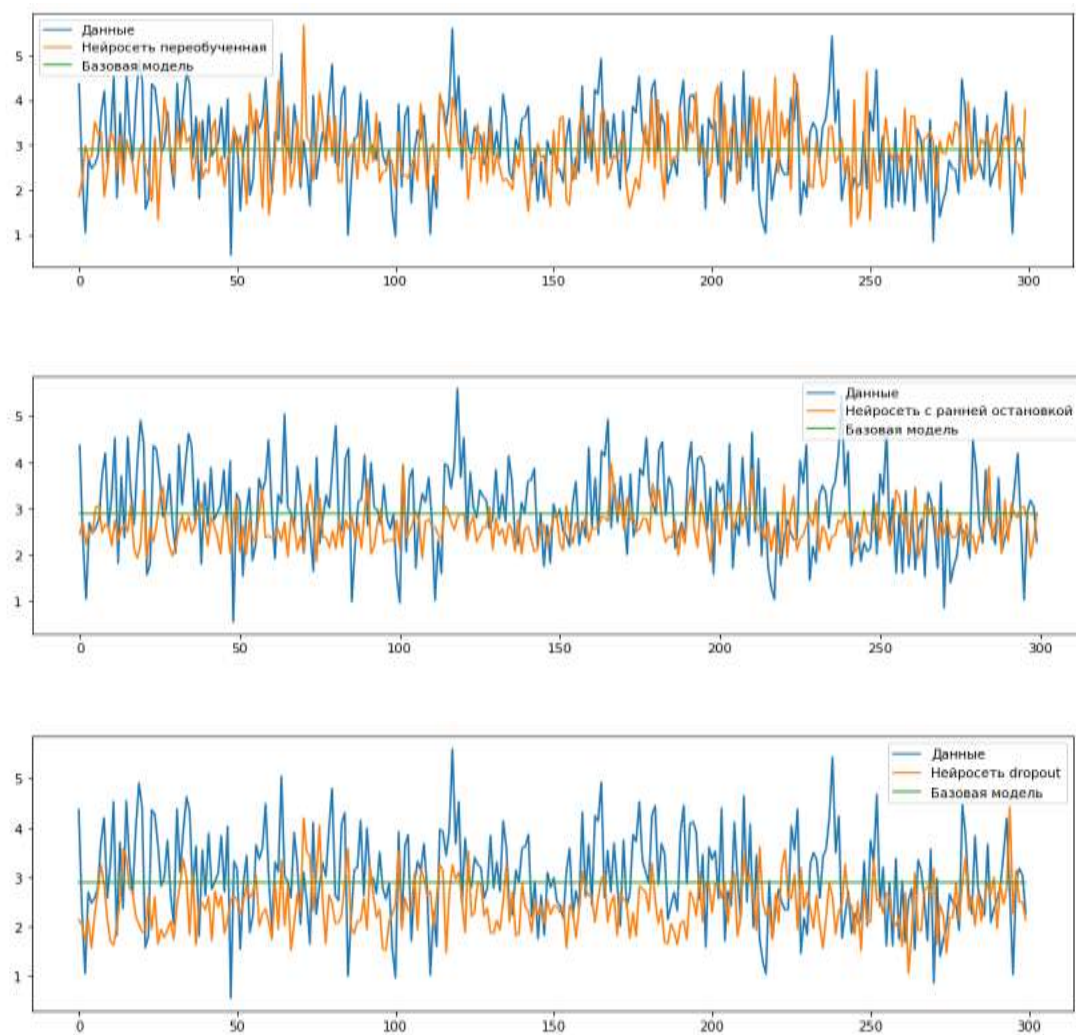 Данные
Нейросеть переобученная
Базовая модель
5
4
3
2
1
0 50 100 150 200 250 300
Данные
Нейросеть с ранней остановкой
Базовая модель
5
4
3
2
1
0 50 100 150 200 250 300
Данные
Нейросеть dropout
Базовая модель
5
4
3
2
1
0 50 100 150 200 250 300